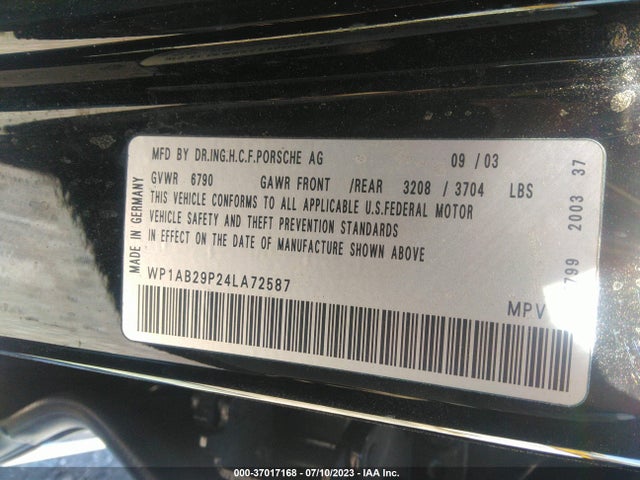 MFD BY DR.ING.H.C.F.PORSCHE AG 09 / 03
GVWR 6790 GAWR FRONT /REAR 3208 / 3704 LBS
THIS VEHICLE CONFORMS TO ALL APPLICABLE U.S.FEDERAL MOTOR
VEHICLE SAFETY AND THEFT PREVENTION STANDARDS
IN EFFECT ON THE DATE OF MANUFACTURE SHOWN ABOVE
WP1AB29P24LA72587
MPV
MADE IN GERMANY
799 2003 37
000-37017168 - 07/10/2023 - IAA Inc.